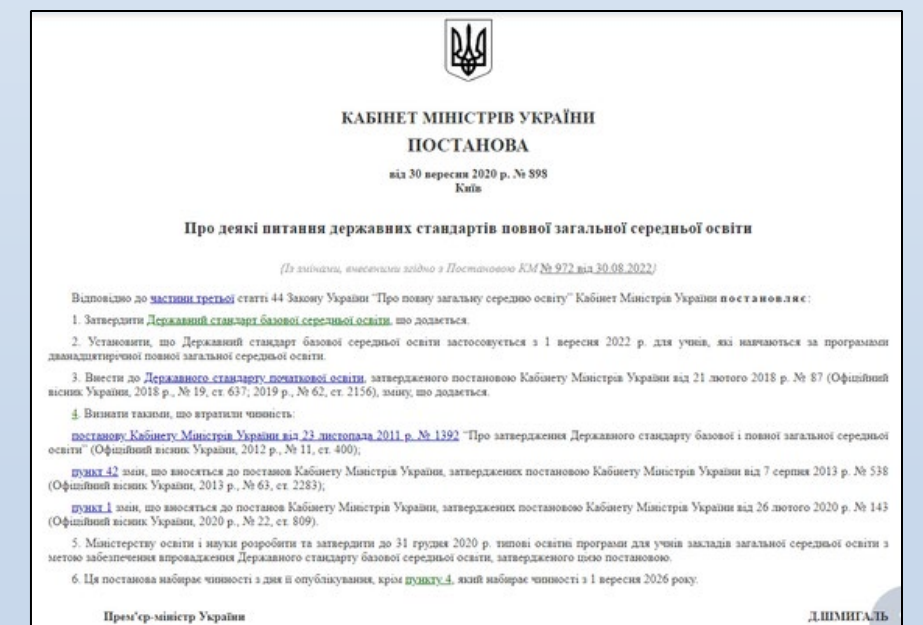 КАБІНЕТ МІНІСТРІВ УКРАЇНИ
ПОСТАНОВА
від 30 вересня 2020 р. № 898
Київ
Про деякі питання державних стандартів повної загальної середньої освіти
{Із змінами, внесеними згідно з Постановою КМ № 972 від 30.08.2022}
Відповідно до частини третьої статті 44 Закону України “Про повну загальну середню освіту” Кабінет Міністрів України постановляє:
1. Затвердити Державний стандарт базової середньої освіти, що додається.
2. Установити, що Державний стандарт базової середньої освіти застосовується з 1 вересня 2022 р. для учнів, які навчаються за програмами
дванадцятирічної повної загальної середньої освіти.
3. Внести до Державного стандарту початкової освіти, затвердженого постановою Кабінету Міністрів України від 21 лютого 2018 р. № 87 (Офіційний
вісник України, 2018 р., № 19, ст. 637; 2019 р., № 62, ст. 2156), зміну, що додається.
4. Визнати такими, що втратили чинність:
постанову Кабінету Міністрів України від 23 листопада 2011 р. № 1392 “Про затвердження Державного стандарту базової і повної загальної середньої
освіти” (Офіційний вісник України, 2012 р., № 11, ст. 400);
пункт 42 змін, що вносяться до постанов Кабінету Міністрів України, затверджених постановою Кабінету Міністрів України від 7 серпня 2013 р. № 538
(Офіційний вісник України, 2013 р., № 63, ст. 2283);
пункт 1 змін, що вносяться до постанов Кабінету Міністрів України, затверджених постановою Кабінету Міністрів України від 26 лютого 2020 р. № 143
(Офіційний вісник України, 2020 р., № 22, ст. 809).
5. Міністерству освіти і науки розробити та затвердити до 31 грудня 2020 р. типові освітні програми для учнів закладів загальної середньої освіти з
метою забезпечення впровадження Державного стандарту базової середньої освіти, затвердженого цією постановою.
6. Ця постанова набирає чинності з дня її опублікування, крім пункту 4, який набирає чинності з 1 вересня 2026 року.
Прем'єр-міністр України Д.ШМИГАЛЬ